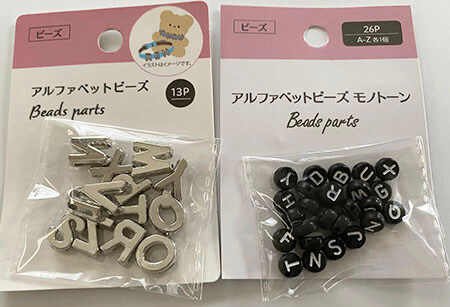 ビーズ
イラストはイメージです。
アルファベットビーズ
13P
Beads parts
ビーズ
26P
A-Z 各1個
アルファベットビーズ モノトーン
Beads parts